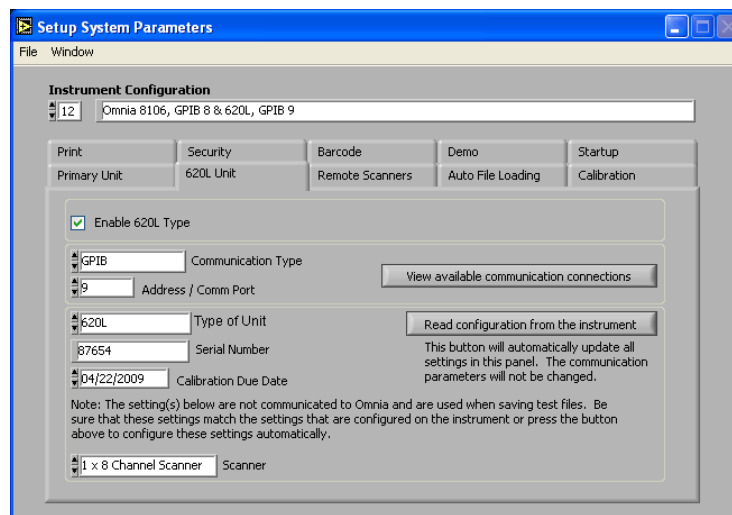 Setup System Parameters
File Window
Instrument Configuration
12 Omnia 8106, GPIB 8 & 620L, GPIB 9
Print Security Barcode Demo Startup
Primary Unit 620L Unit Remote Scanners Auto File Loading Calibration
Enable 620L Type
GPIB Communication Type
View available communication connections
9 Address / Comm Port
620L Type of Unit
Read configuration from the instrument
87654 Serial Number
This button will automatically update all
settings in this panel. The communication
parameters will not be changed.
04/22/2009 Calibration Due Date
Note: The setting(s) below are not communicated to Omnia and are used when saving test files. Be
sure that these settings match the settings that are configured on the instrument or press the button
above to configure these settings automatically.
1 x 8 Channel Scanner Scanner